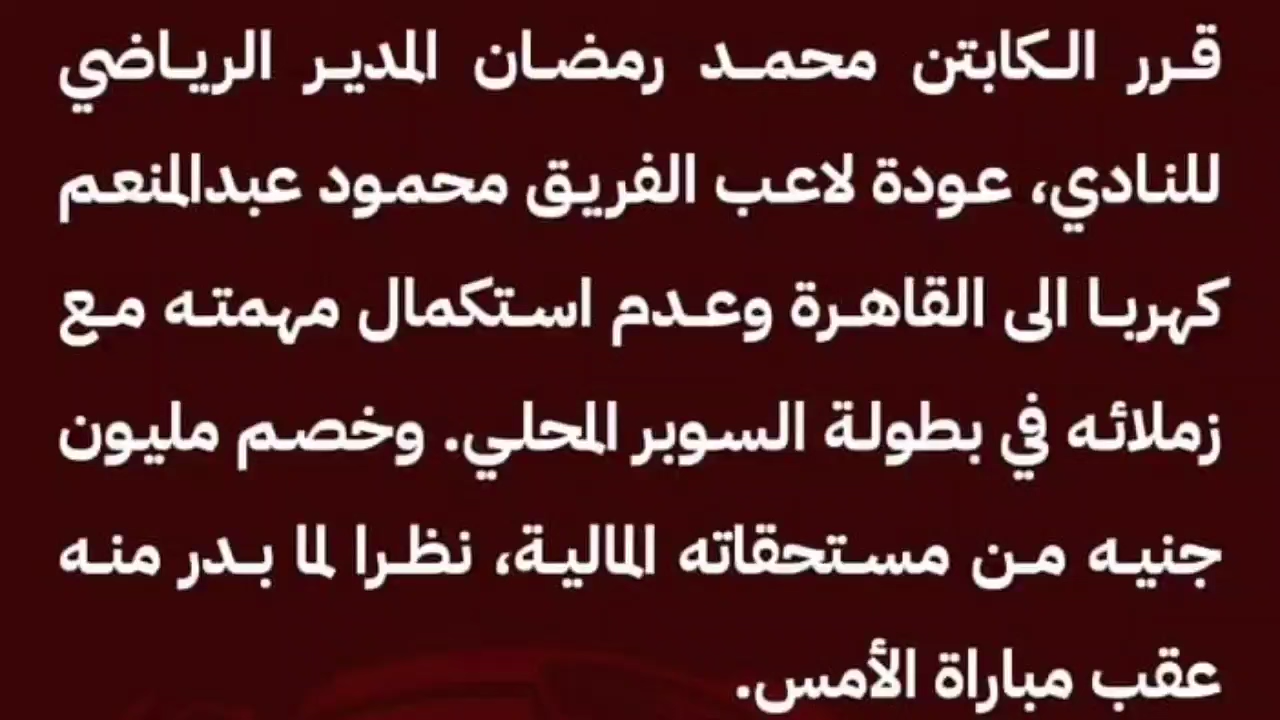 قرر الكابتن محمد رمضان المدير الرياضي
للنادي، عودة لاعب الفريق محمود عبدالمنعم
كهربا الى القاهرة وعدم استكمال مهمته مع
زملائه في بطولة السوبر المحلي. وخصم مليون
جنيه من مستحقاته المالية، نظرا لما بدر منه
عقب مباراة الأمس.